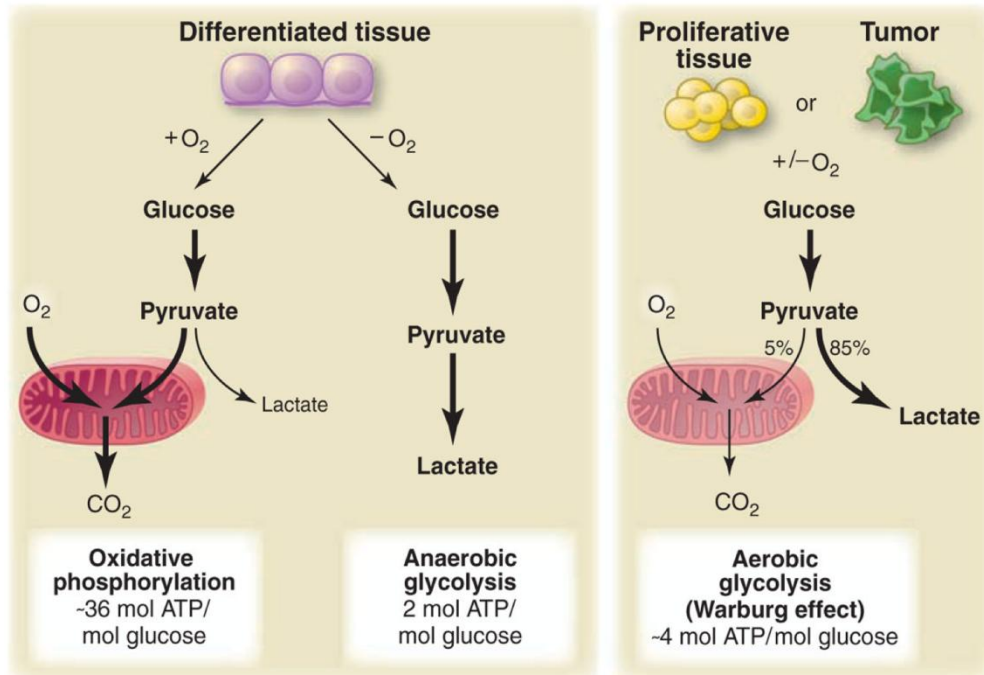 Differentiated tissue
+O₂
−O₂
Glucose
Glucose
O₂
Pyruvate
Pyruvate
Lactate
Lactate
CO₂
Oxidative
phosphorylation
~36 mol ATP/
mol glucose
Anaerobic
glycolysis
2 mol ATP/
mol glucose
Proliferative
tissue
or
Tumor
+/−O₂
Glucose
O₂
Pyruvate
5%
85%
Lactate
CO₂
Aerobic
glycolysis
(Warburg effect)
~4 mol ATP/mol glucose